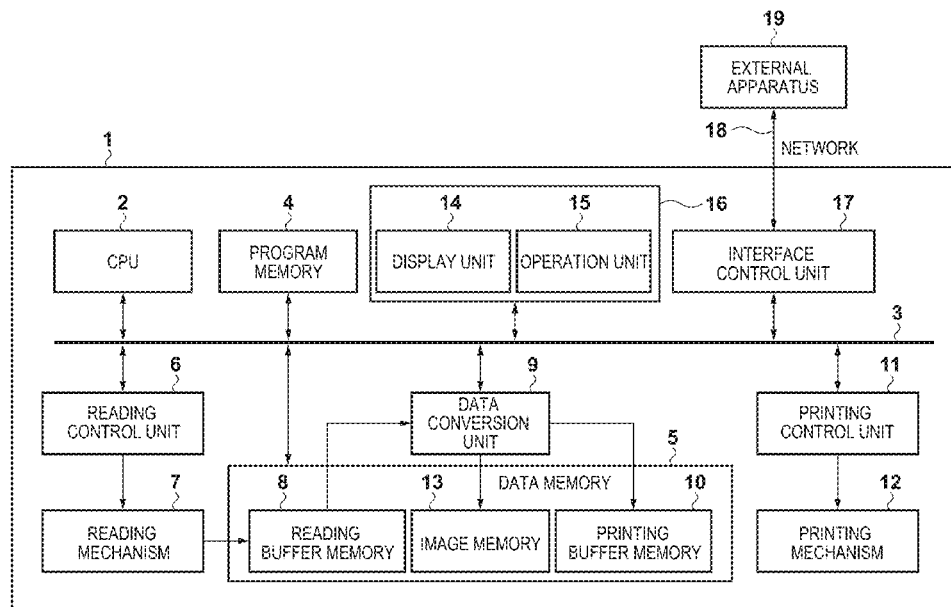 19
EXTERNAL
APPARATUS
18
NETWORK
1
2
CPU
4
PROGRAM
MEMORY
14
DISPLAY UNIT
15
OPERATION UNIT
16
17
INTERFACE
CONTROL UNIT
3
6
READING
CONTROL UNIT
9
DATA
CONVERSION
UNIT
11
PRINTING
CONTROL UNIT
5
DATA MEMORY
7
READING
MECHANISM
8
READING
BUFFER MEMORY
13
IMAGE MEMORY
10
PRINTING
BUFFER MEMORY
12
PRINTING
MECHANISM